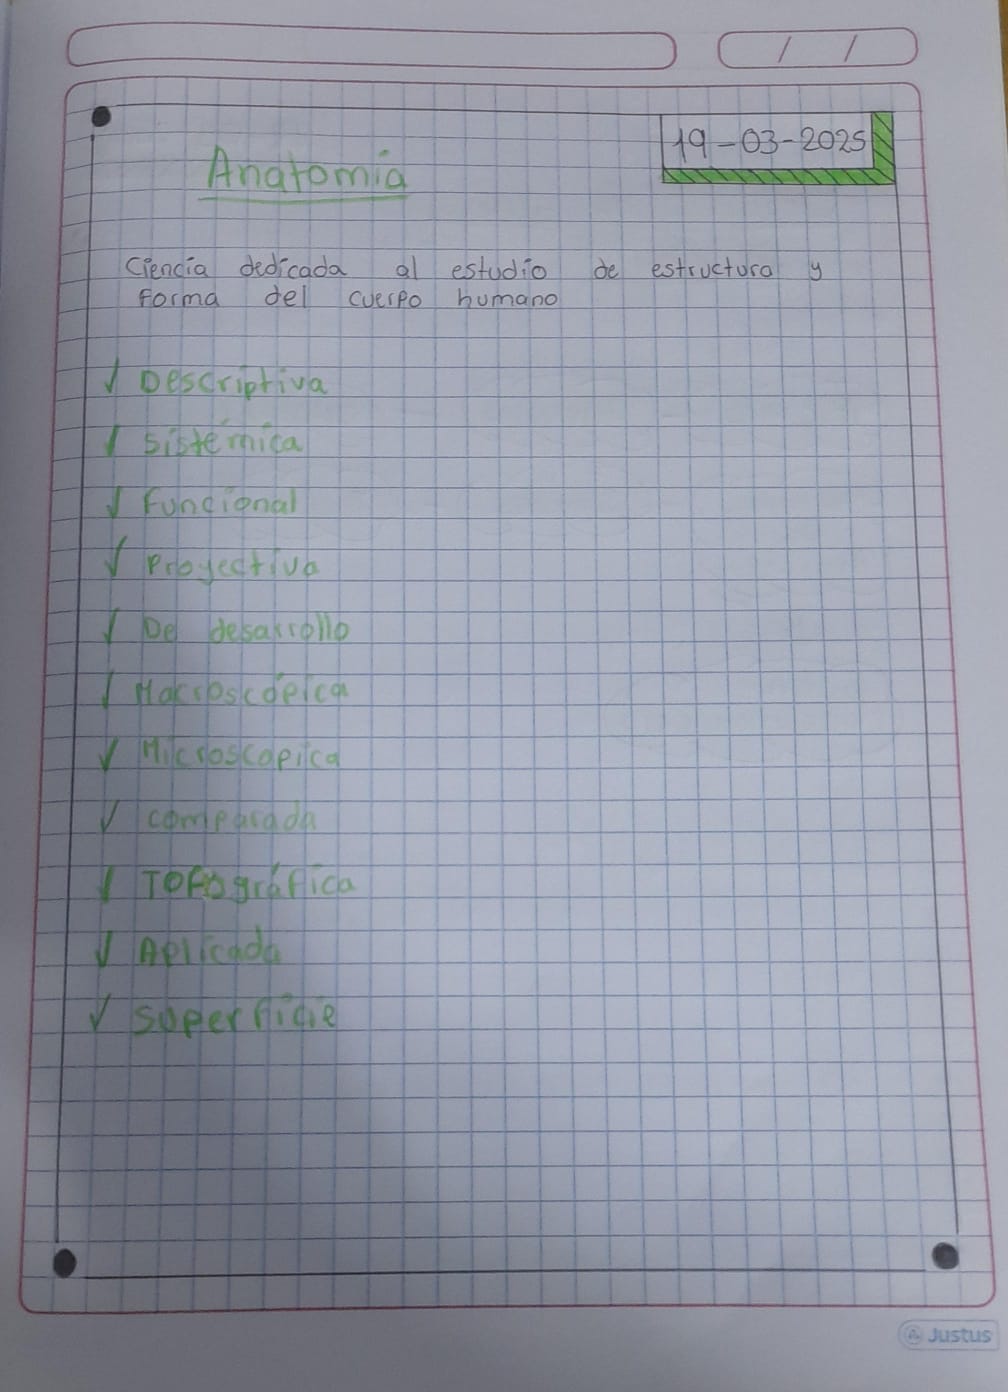 / /
19-03-2025
Anatomía
Ciencia dedicada al estudio de estructura y
Forma del cuerpo humano
✓ Descriptiva
✓ Sistémica
✓ Funcional
✓ Proyectiva
✓ De desarrollo
✓ Macroscópica
✓ Microscopica
✓ comparada
✓ Topográfica
✓ Aplicada
✓ Superficie
Justus